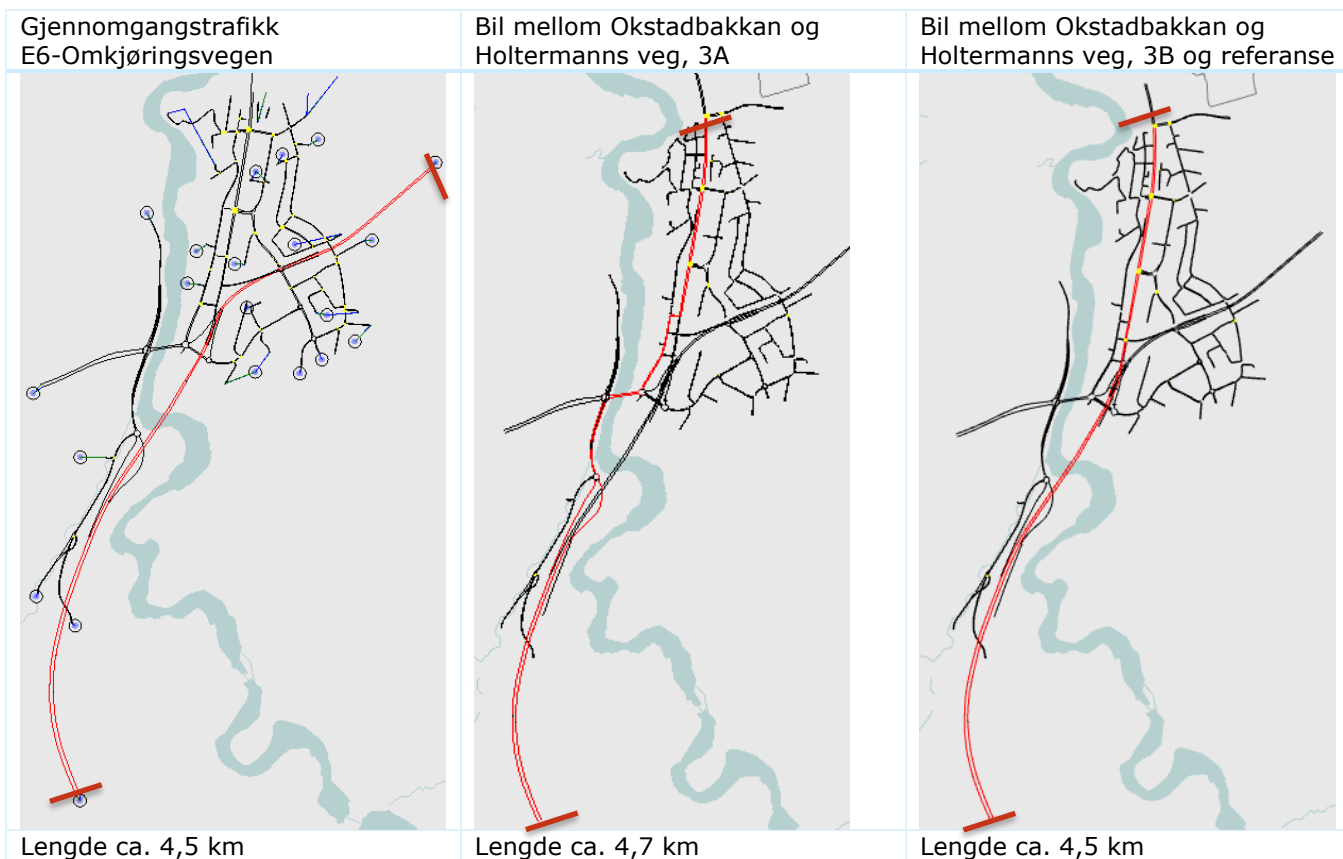 Gjennomgangstrafikk
E6-Omkjøringsvegen
Bil mellom Okstadbakkan og
Holtermanns veg, 3A
Bil mellom Okstadbakkan og
Holtermanns veg, 3B og referanse
Lengde ca. 4,5 km
Lengde ca. 4,7 km
Lengde ca. 4,5 km